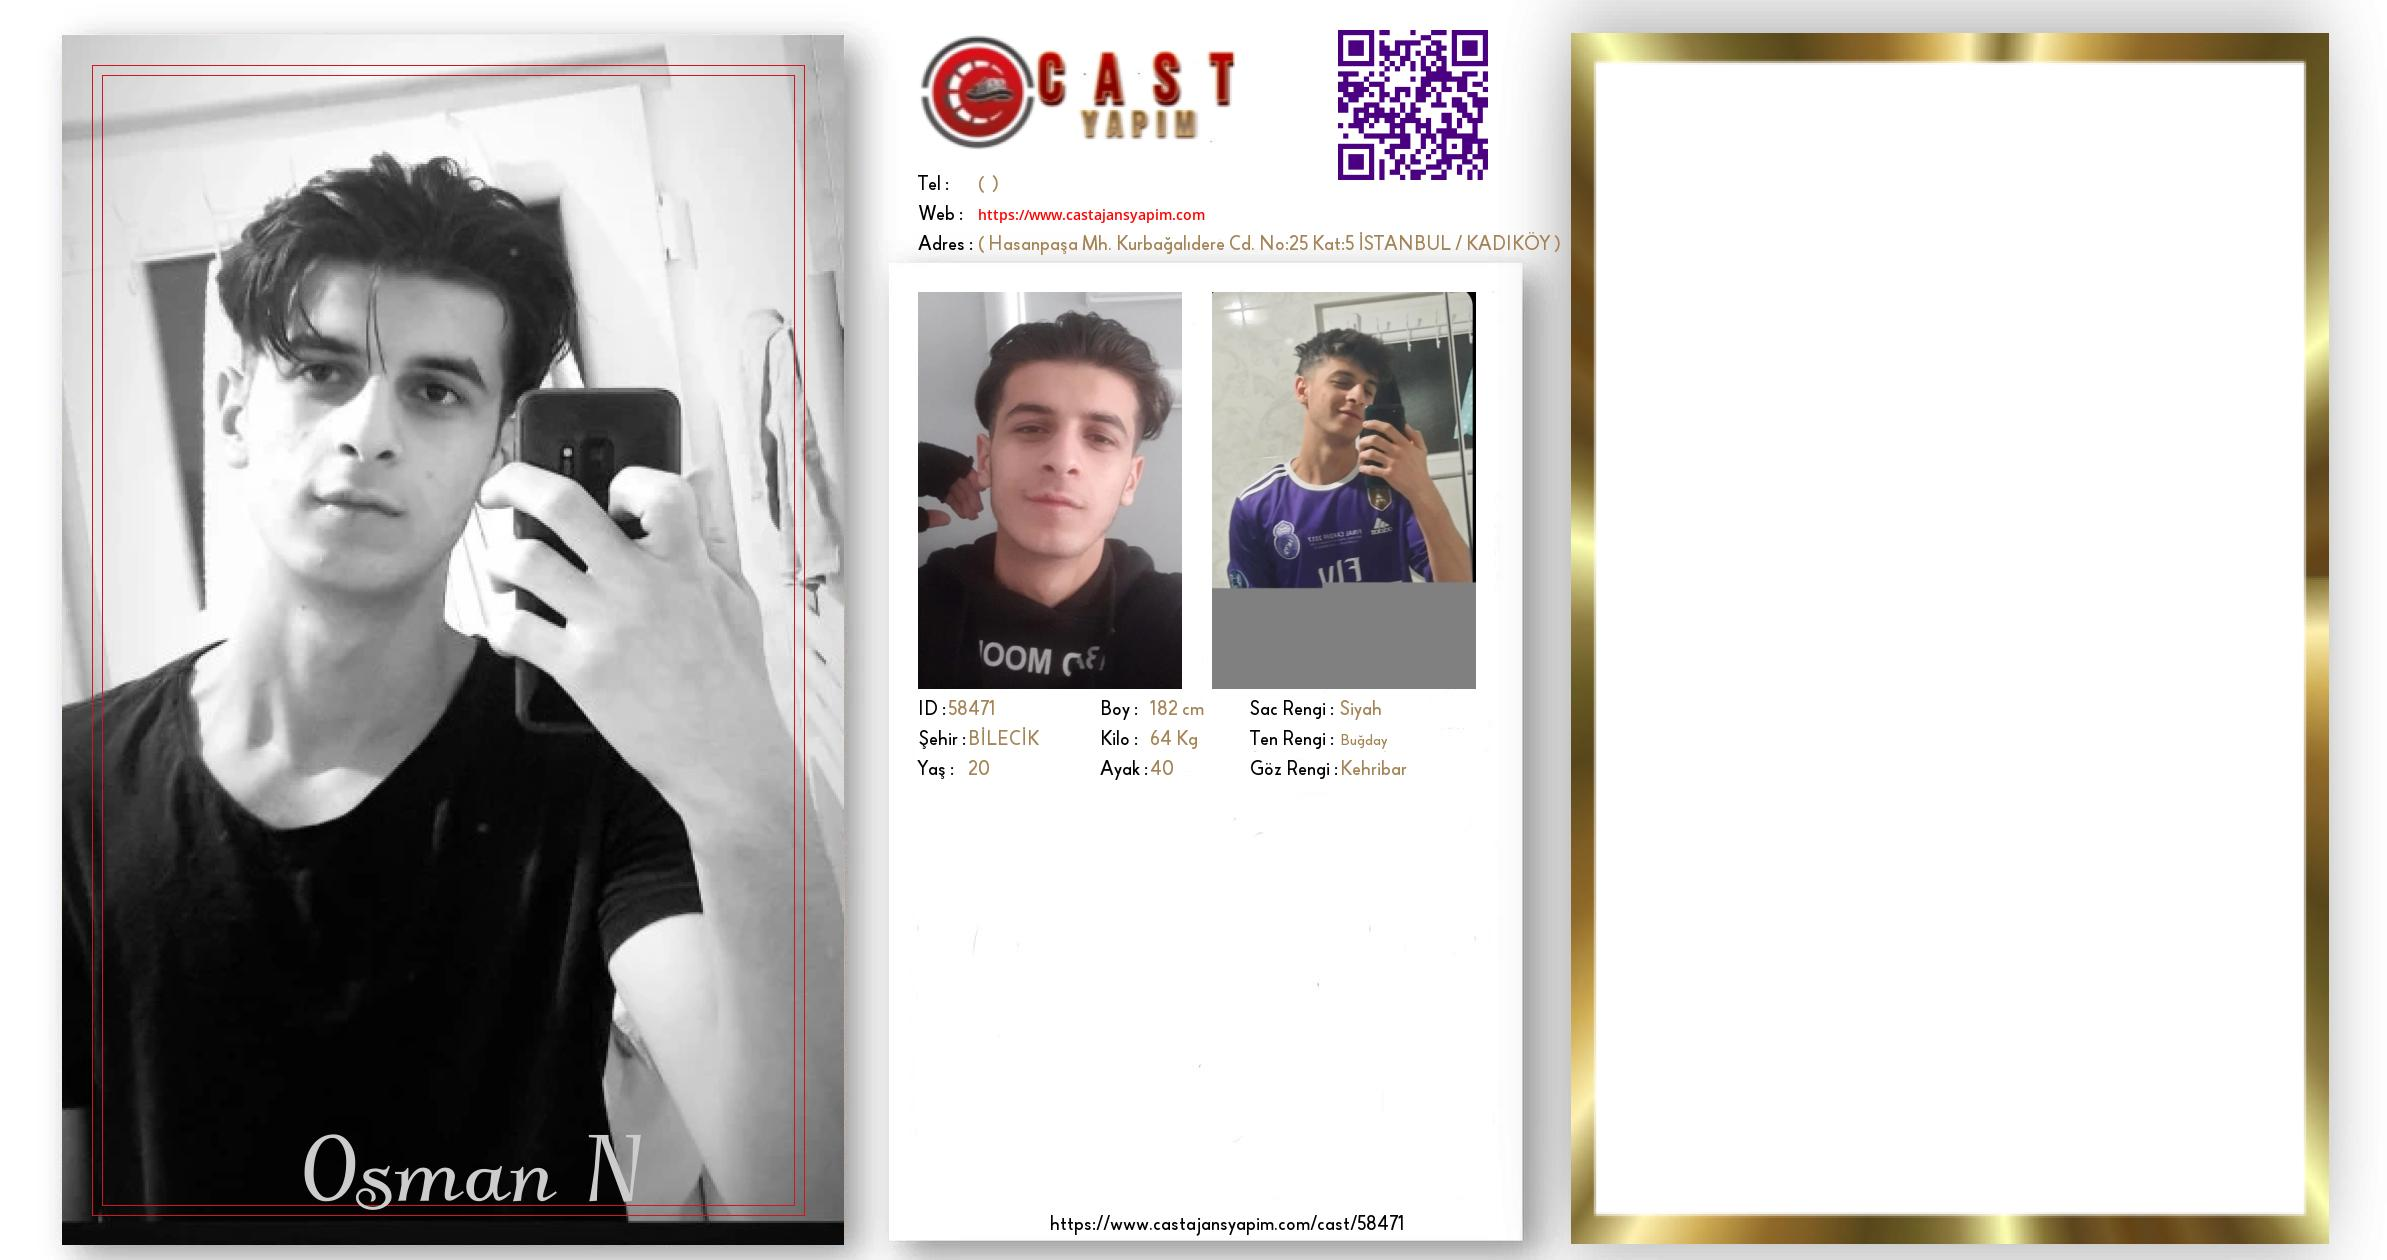 Osman N
CAST
YAPIM
Tel : ( )
Web : https://www.castajansyapim.com
Adres : ( Hasanpaşa Mh. Kurbağalıdere Cd. No:25 Kat:5 İSTANBUL / KADIKÖY )
ID : 58471 Boy : 182 cm Sac Rengi : Siyah
Şehir : BİLECİK Kilo : 64 Kg Ten Rengi : Buğday
Yaş : 20 Ayak : 40 Göz Rengi : Kehribar
https://www.castajansyapim.com/cast/58471